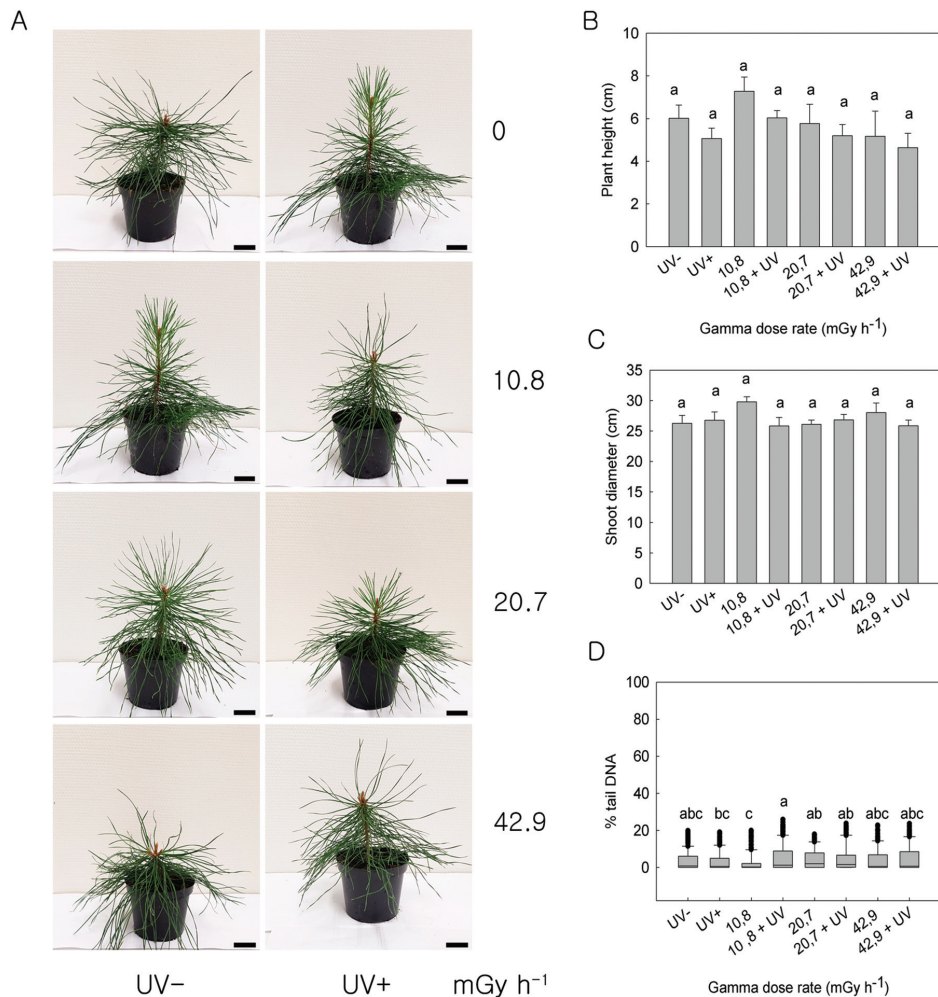 A
0
10.8
20.7
42.9
UV− UV+ mGy h⁻¹
B
Plant height (cm)
10
8
6
4
2
0
a a a a a a a a
UV- UV+ 10,8 10,8 + UV 20,7 20,7 + UV 42,9 42,9 + UV
Gamma dose rate (mGy h⁻¹)
C
Shoot diameter (cm)
35
30
25
20
15
10
5
0
a a a a a a a a
UV- UV+ 10,8 10,8 + UV 20,7 20,7 + UV 42,9 42,9 + UV
Gamma dose rate (mGy h⁻¹)
D
% tail DNA
100
80
60
40
20
0
abc bc c a ab ab abc abc
UV- UV+ 10,8 10,8 + UV 20,7 20,7 + UV 42,9 42,9 + UV
Gamma dose rate (mGy h⁻¹)